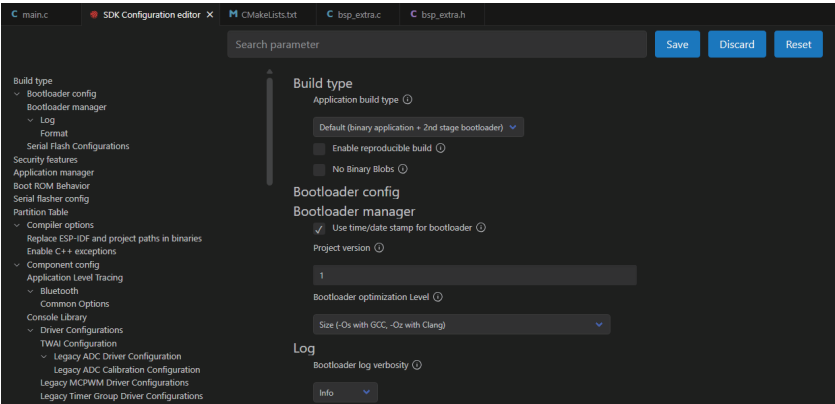 main.c
SDK Configuration editor
CMakeLists.txt
bsp_extra.c
bsp_extra.h
Search parameter
Save
Discard
Reset
Build type
Bootloader config
Bootloader manager
Log
Format
Serial Flash Configurations
Security features
Application manager
Boot ROM Behavior
Serial flasher config
Partition Table
Compiler options
Replace ESP-IDF and project paths in binaries
Enable C++ exceptions
Component config
Application Level Tracing
Bluetooth
Common Options
Console Library
Driver Configurations
TWAI Configuration
Legacy ADC Driver Configuration
Legacy ADC Calibration Configuration
Legacy MCPWM Driver Configurations
Legacy Timer Group Driver Configurations
Build type
Application build type
Default (binary application + 2nd stage bootloader)
Enable reproducible build
No Binary Blobs
Bootloader config
Bootloader manager
Use time/date stamp for bootloader
Project version
1
Bootloader optimization Level
Size (-Os with GCC, -Oz with Clang)
Log
Bootloader log verbosity
Info